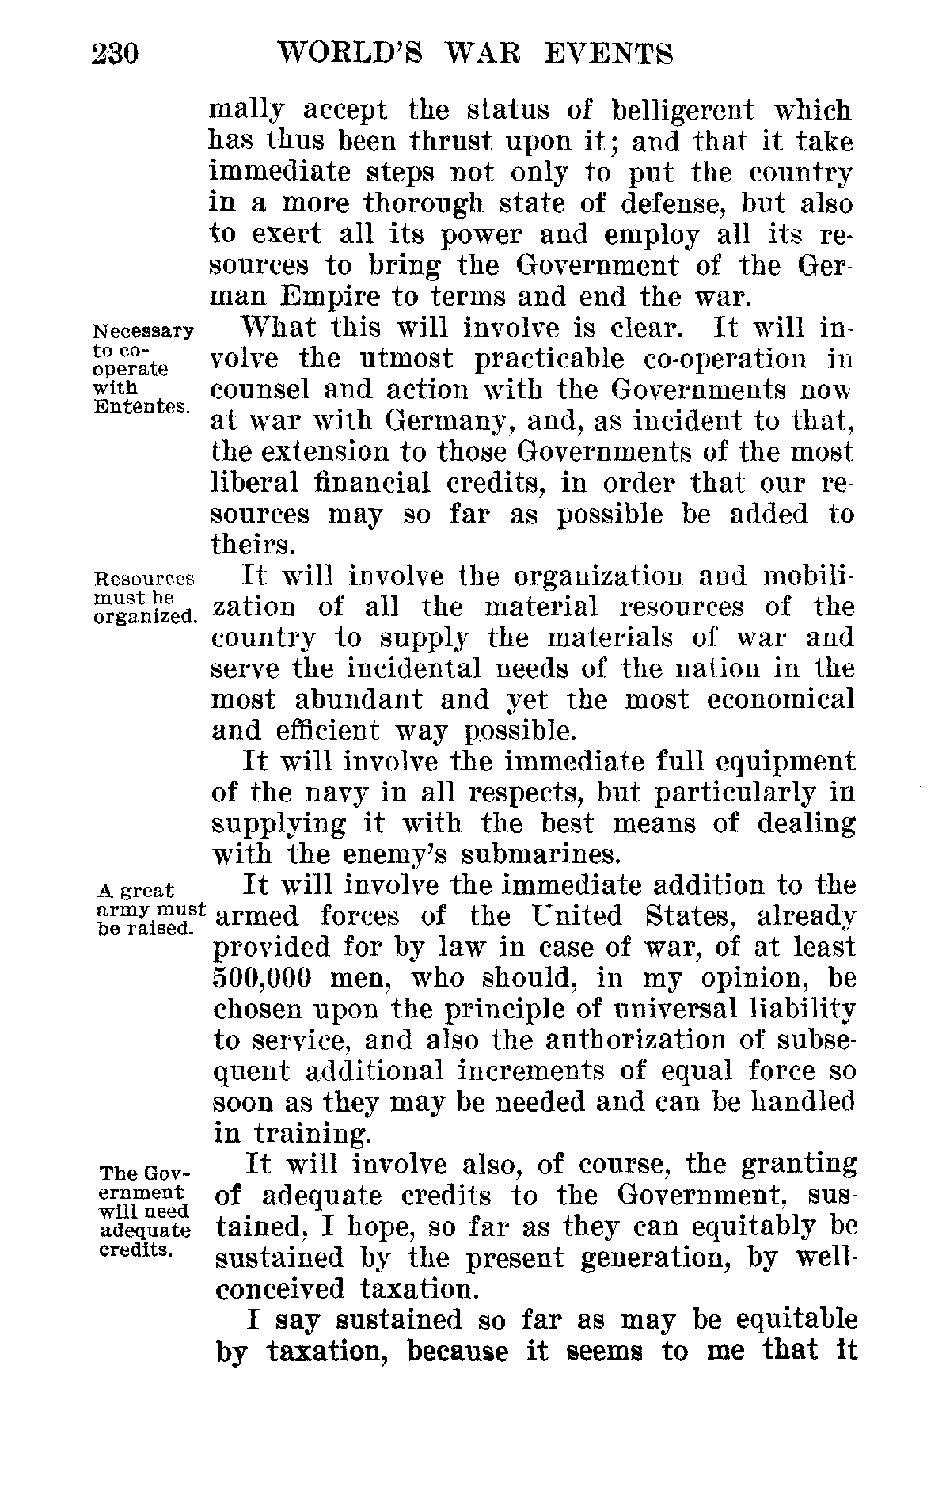 230 WORLD'S WAR EVENTS
mally accept the status of belligerent which
has thus been thrust upon it; and that it take
immediate steps not only to put the country
in a more thorough state of defense, but also
to exert all its power and employ all its re-
sources to bring the Government of the Ger-
man Empire to terms and end the war.
Necessary
to co-
operate
with
Ententes.
What this will involve is clear. It will in-
volve the utmost practicable co-operation in
counsel and action with the Governments now
at war with Germany, and, as incident to that,
the extension to those Governments of the most
liberal financial credits, in order that our re-
sources may so far as possible be added to
theirs.
Resources
must be
organized.
It will involve the organization and mobili-
zation of all the material resources of the
country to supply the materials of war and
serve the incidental needs of the nation in the
most abundant and yet the most economical
and efficient way possible.
It will involve the immediate full equipment
of the navy in all respects, but particularly in
supplying it with the best means of dealing
with the enemy's submarines.
A great
army must
be raised.
It will involve the immediate addition to the
armed forces of the United States, already
provided for by law in case of war, of at least
500,000 men, who should, in my opinion, be
chosen upon the principle of universal liability
to service, and also the authorization of subse-
quent additional increments of equal force so
soon as they may be needed and can be handled
in training.
The Gov-
ernment
will need
adequate
credits.
It will involve also, of course, the granting
of adequate credits to the Government, sus-
tained, I hope, so far as they can equitably be
sustained by the present generation, by well-
conceived taxation.
I say sustained so far as may be equitable
by taxation, because it seems to me that it